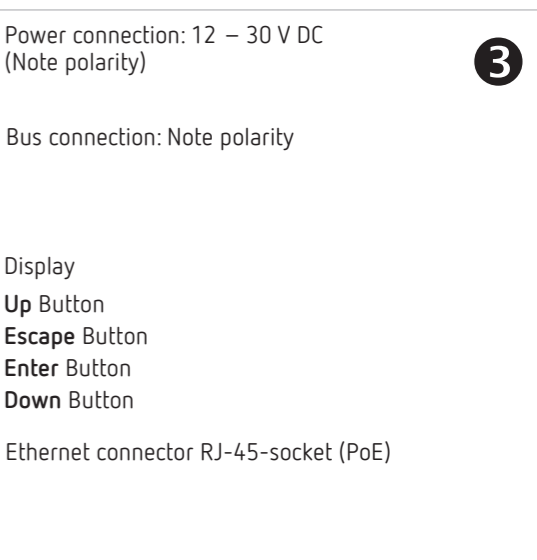 Power connection: 12 – 30 V DC
(Note polarity)
3
Bus connection: Note polarity
Display
Up Button
Escape Button
Enter Button
Down Button
Ethernet connector RJ-45-socket (PoE)